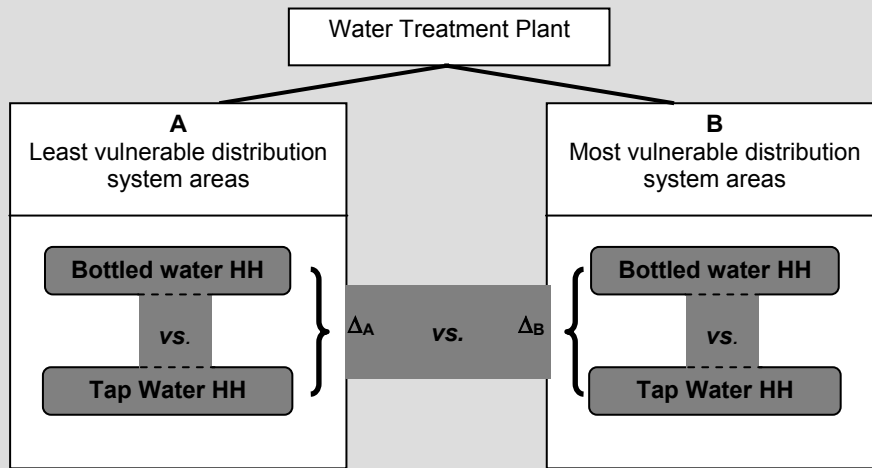 Water Treatment Plant
A
Least vulnerable distribution
system areas
Bottled water HH
vs.
Tap Water HH
ΔA
vs.
ΔB
B
Most vulnerable distribution
system areas
Bottled water HH
vs.
Tap Water HH